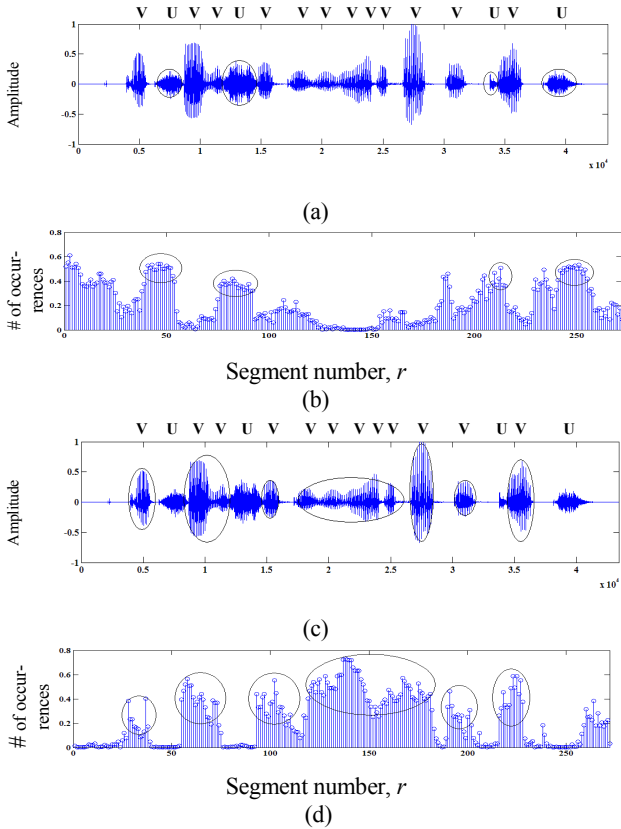 V U V V U V V V V V V V V U V U
1
0.5
0
-0.5
-1
Amplitude
0 0.5 1 1.5 2 2.5 3 3.5 4
x 10⁴
(a)
0.8
0.6
0.4
0.2
0
# of occur-
rences
0 50 100 150 200 250
Segment number, r
(b)
V U V V U V V V V V V V V U V U
1
0.5
0
-0.5
-1
Amplitude
0 0.5 1 1.5 2 2.5 3 3.5 4
x 10⁴
(c)
0.8
0.6
0.4
0.2
0
# of occur-
rences
0 50 100 150 200 250
Segment number, r
(d)